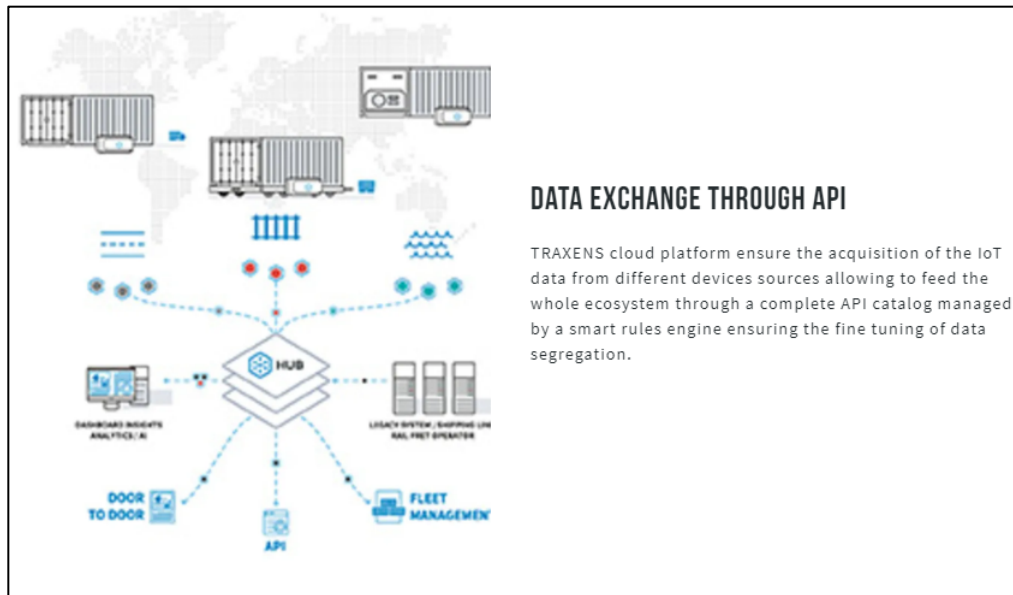 HUB
DASHBOARD INSIGHTS
ANALYTICS / AI
LEGACY SYSTEM / SHIPPING LIN
RAIL FRET OPERATOR
DOOR
TO DOOR
API
FLEET
MANAGEMENT
DATA EXCHANGE THROUGH API
TRAXENS cloud platform ensure the acquisition of the IoT
data from different devices sources allowing to feed the
whole ecosystem through a complete API catalog managed
by a smart rules engine ensuring the fine tuning of data
segregation.